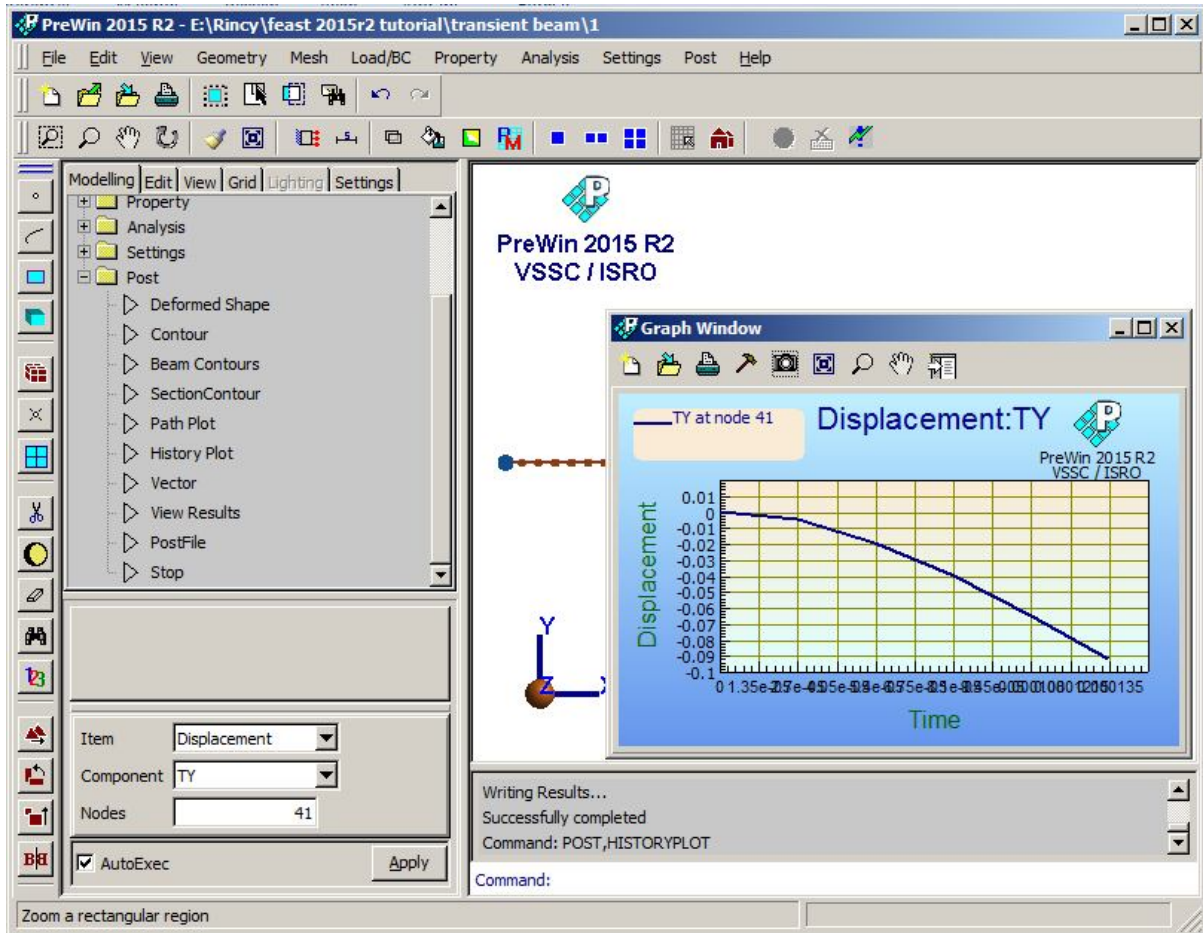 PreWin 2015 R2 - E:\Rincy\feast 2015r2 tutorial\transient beam\1
File Edit View Geometry Mesh Load/BC Property Analysis Settings Post Help
Modelling Edit View Grid Lighting Settings
Property
Analysis
Settings
Post
Deformed Shape
Contour
Beam Contours
SectionContour
Path Plot
History Plot
Vector
View Results
PostFile
Stop
Item Displacement
Component TY
Nodes 41
AutoExec Apply
PreWin 2015 R2
VSSC / ISRO
Y
Z
Graph Window
TY at node 41
Displacement:TY
PreWin 2015 R2
VSSC / ISRO
Displacement
0.01
0
-0.01
-0.02
-0.03
-0.04
-0.05
-0.06
-0.07
-0.08
-0.09
-0.1
0
Time
Writing Results...
Successfully completed
Command: POST,HISTORYPLOT
Command:
Zoom a rectangular region